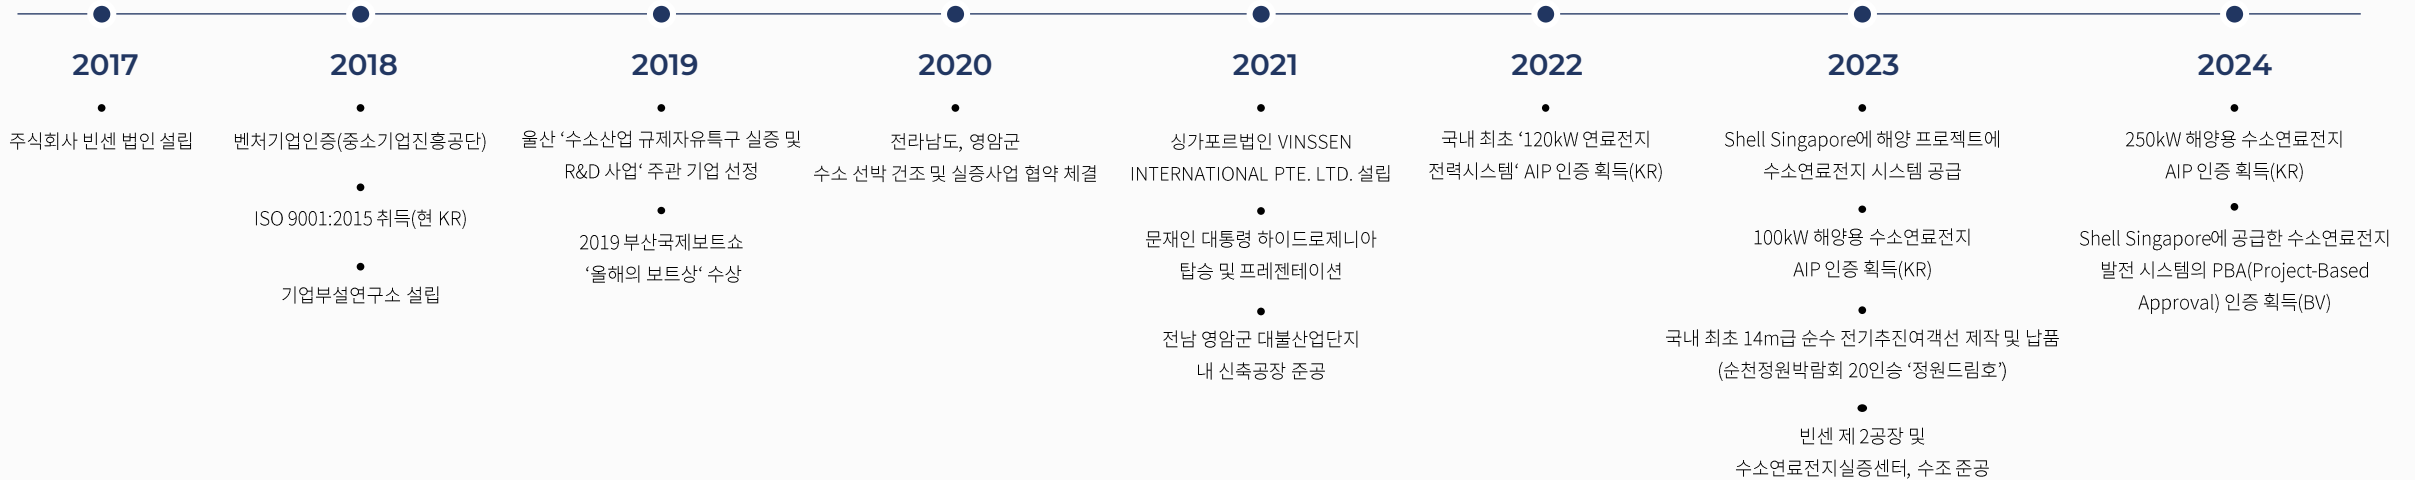 2017
주식회사 빈센 법인 설립
2018
벤처기업인증(중소기업진흥공단)
ISO 9001:2015 취득(현 KR)
기업부설연구소 설립
2019
울산 ‘수소산업 규제자유특구 실증 및
R&D 사업‘ 주관 기업 선정
2019 부산국제보트쇼
‘올해의 보트상‘ 수상
2020
전라남도, 영암군
수소 선박 건조 및 실증사업 협약 체결
2021
싱가포르법인 VINSSEN
INTERNATIONAL PTE. LTD. 설립
문재인 대통령 하이드로제니아
탑승 및 프레젠테이션
전남 영암군 대불산업단지
내 신축공장 준공
2022
국내 최초 ‘120kW 연료전지
전력시스템‘ AIP 인증 획득(KR)
2023
Shell Singapore에 해양 프로젝트에
수소연료전지 시스템 공급
100kW 해양용 수소연료전지
AIP 인증 획득(KR)
국내 최초 14m급 순수 전기추진여객선 제작 및 납품
(순천정원박람회 20인승 ‘정원드림호’)
빈센 제 2공장 및
수소연료전지실증센터, 수조 준공
2024
250kW 해양용 수소연료전지
AIP 인증 획득(KR)
Shell Singapore에 공급한 수소연료전지
발전 시스템의 PBA(Project-Based
Approval) 인증 획득(BV)